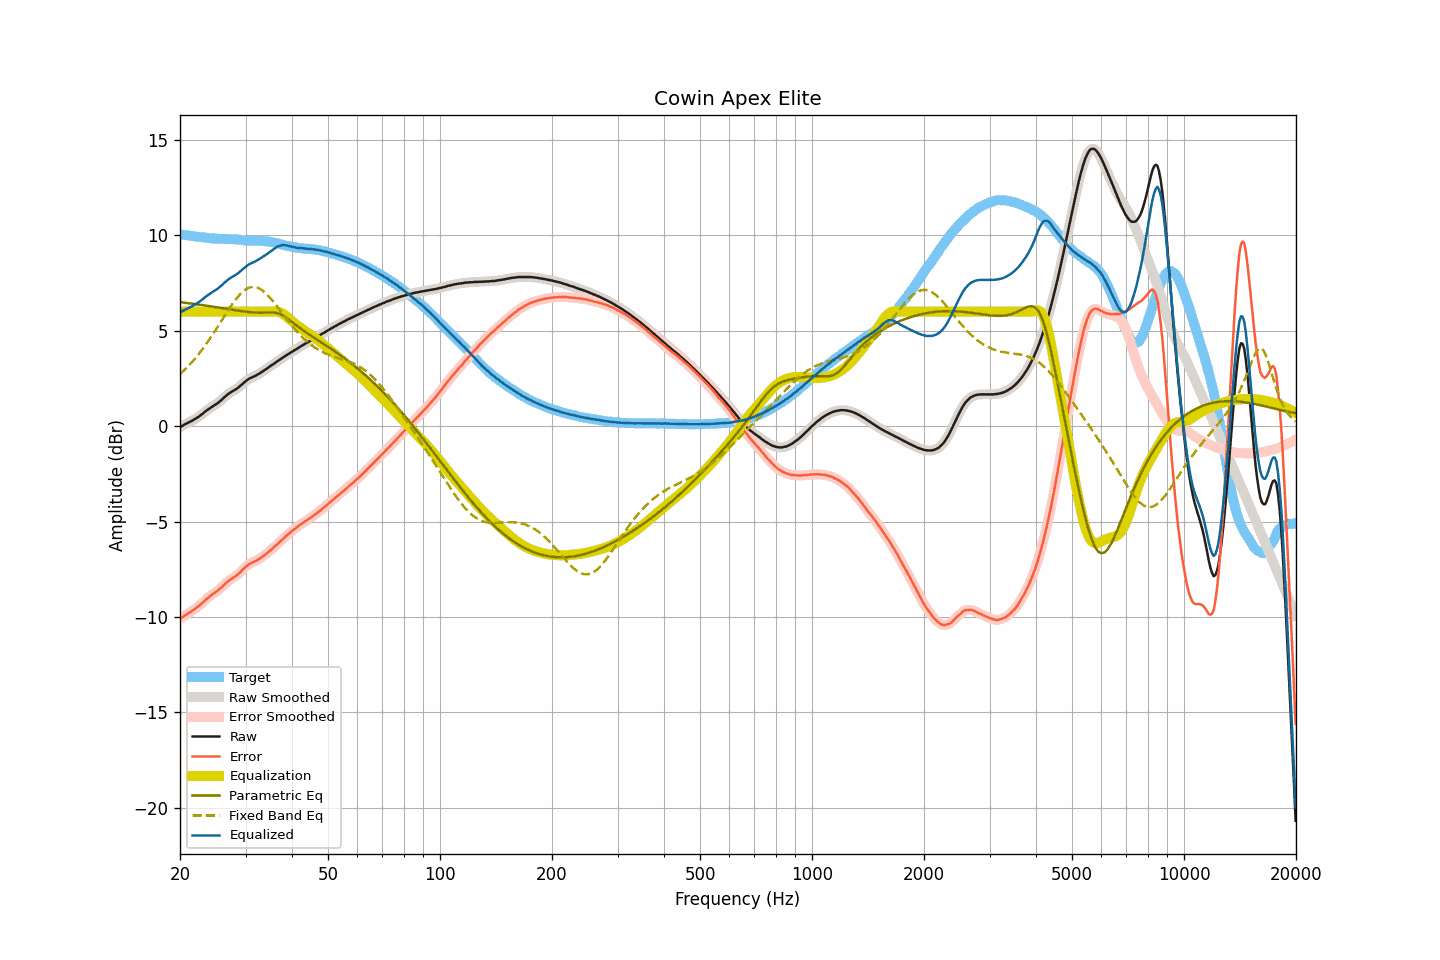 Cowin Apex Elite
15
10
5
0
−5
−10
−15
−20
Amplitude (dBr)
Target
Raw Smoothed
Error Smoothed
Raw
Error
Equalization
Parametric Eq
Fixed Band Eq
Equalized
20 50 100 200 500 1000 2000 5000 10000 20000
Frequency (Hz)